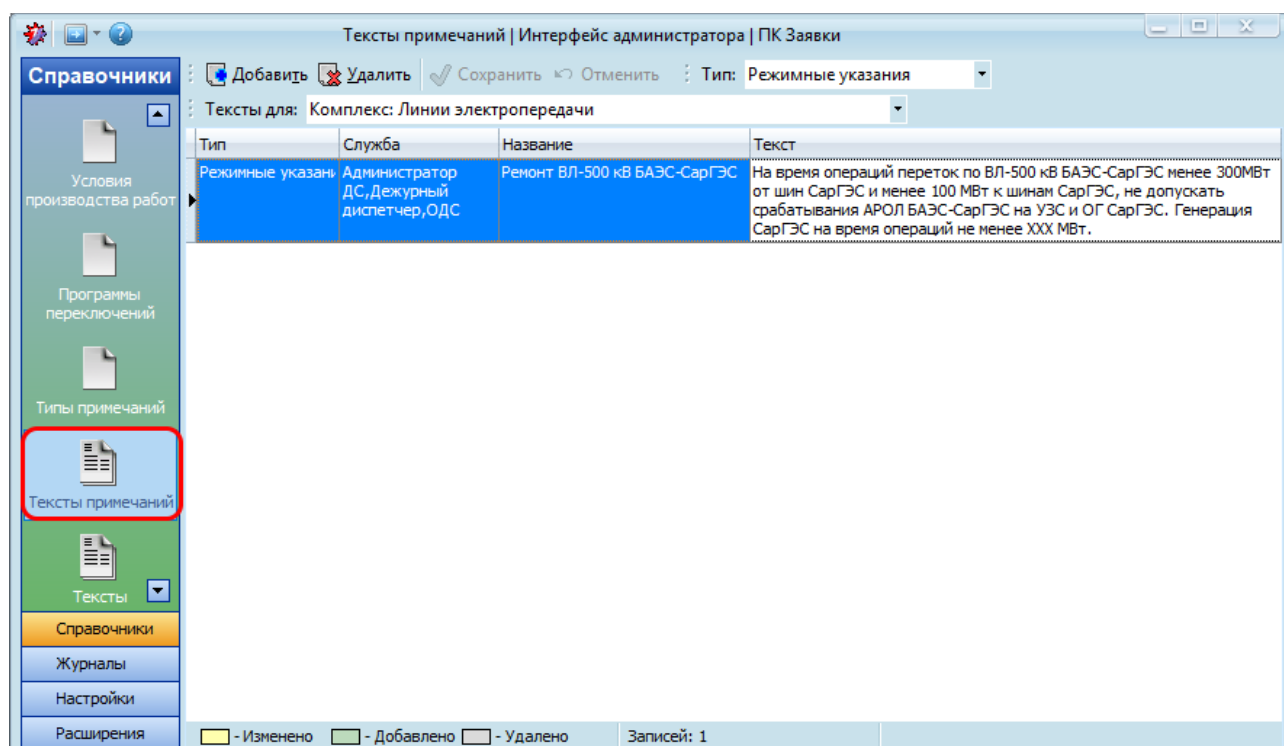 Тексты примечаний | Интерфейс администратора | ПК Заявки
Справочники
Добавить Удалить Сохранить Отменить Тип: Режимные указания
Тексты для: Комплекс: Линии электропередачи
Тип Служба Название Текст
Режимные указани
Администратор
ДС,Дежурный
диспетчер,ОДС
Ремонт ВЛ-500 кВ БАЭС-СарГЭС
На время операций переток по ВЛ-500 кВ БАЭС-СарГЭС менее 300МВт
от шин СарГЭС и менее 100 МВт к шинам СарГЭС, не допускать
срабатывания АРОЛ БАЭС-СарГЭС на УЗС и ОГ СарГЭС. Генерация
СарГЭС на время операций не менее ХХХ МВт.
Условия
производства работ
Программы
переключений
Типы примечаний
Тексты примечаний
Тексты
Справочники
Журналы
Настройки
Расширения
- Изменено - Добавлено - Удалено Записей: 1